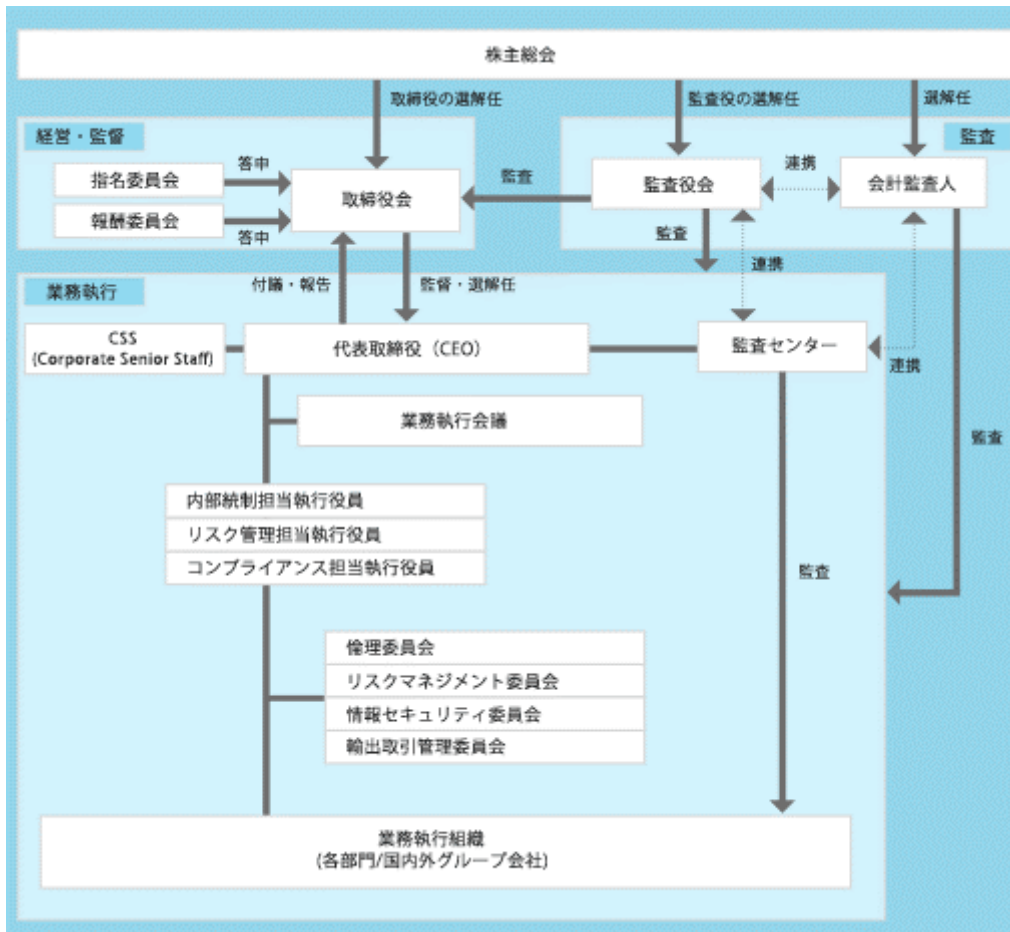 株主総会
取締役の選解任
監査役の選解任
選解任
経営・監督
監査
指名委員会
答申
報酬委員会
答申
取締役会
監査
監査役会
連携
会計監査人
監査
付議・報告
監督・選解任
連携
業務執行
CSS
(Corporate Senior Staff)
代表取締役（CEO）
監査センター
連携
業務執行会議
監査
内部統制担当執行役員
リスク管理担当執行役員
コンプライアンス担当執行役員
監査
倫理委員会
リスクマネジメント委員会
情報セキュリティ委員会
輸出取引管理委員会
業務執行組織
(各部門/国内外グループ会社)